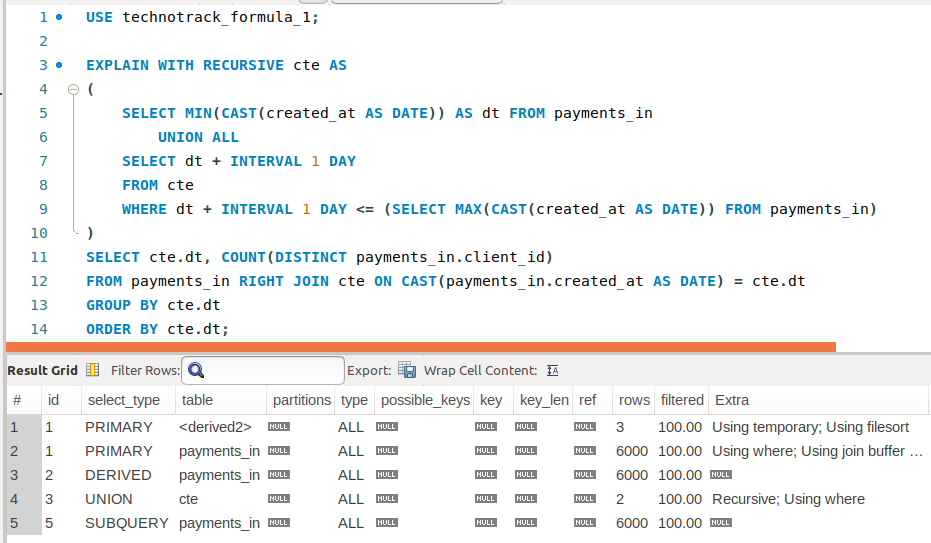 1 USE technotrack_formula_1;
2
3 EXPLAIN WITH RECURSIVE cte AS
4 (
5 SELECT MIN(CAST(created_at AS DATE)) AS dt FROM payments_in
6 UNION ALL
7 SELECT dt + INTERVAL 1 DAY
8 FROM cte
9 WHERE dt + INTERVAL 1 DAY <= (SELECT MAX(CAST(created_at AS DATE)) FROM payments_in)
10 )
11 SELECT cte.dt, COUNT(DISTINCT payments_in.client_id)
12 FROM payments_in RIGHT JOIN cte ON CAST(payments_in.created_at AS DATE) = cte.dt
13 GROUP BY cte.dt
14 ORDER BY cte.dt;
Result Grid Filter Rows: Export: Wrap Cell Content: IA
# id select_type table partitions type possible_keys key key_len ref rows filtered Extra
1 1 PRIMARY <derived2> NULL ALL NULL NULL NULL NULL 3 100.00 Using temporary; Using filesort
2 1 PRIMARY payments_in NULL ALL NULL NULL NULL NULL 6000 100.00 Using where; Using join buffer ...
3 2 DERIVED payments_in NULL ALL NULL NULL NULL NULL 6000 100.00 NULL
4 3 UNION cte NULL ALL NULL NULL NULL NULL 2 100.00 Recursive; Using where
5 5 SUBQUERY payments_in NULL ALL NULL NULL NULL NULL 6000 100.00 NULL